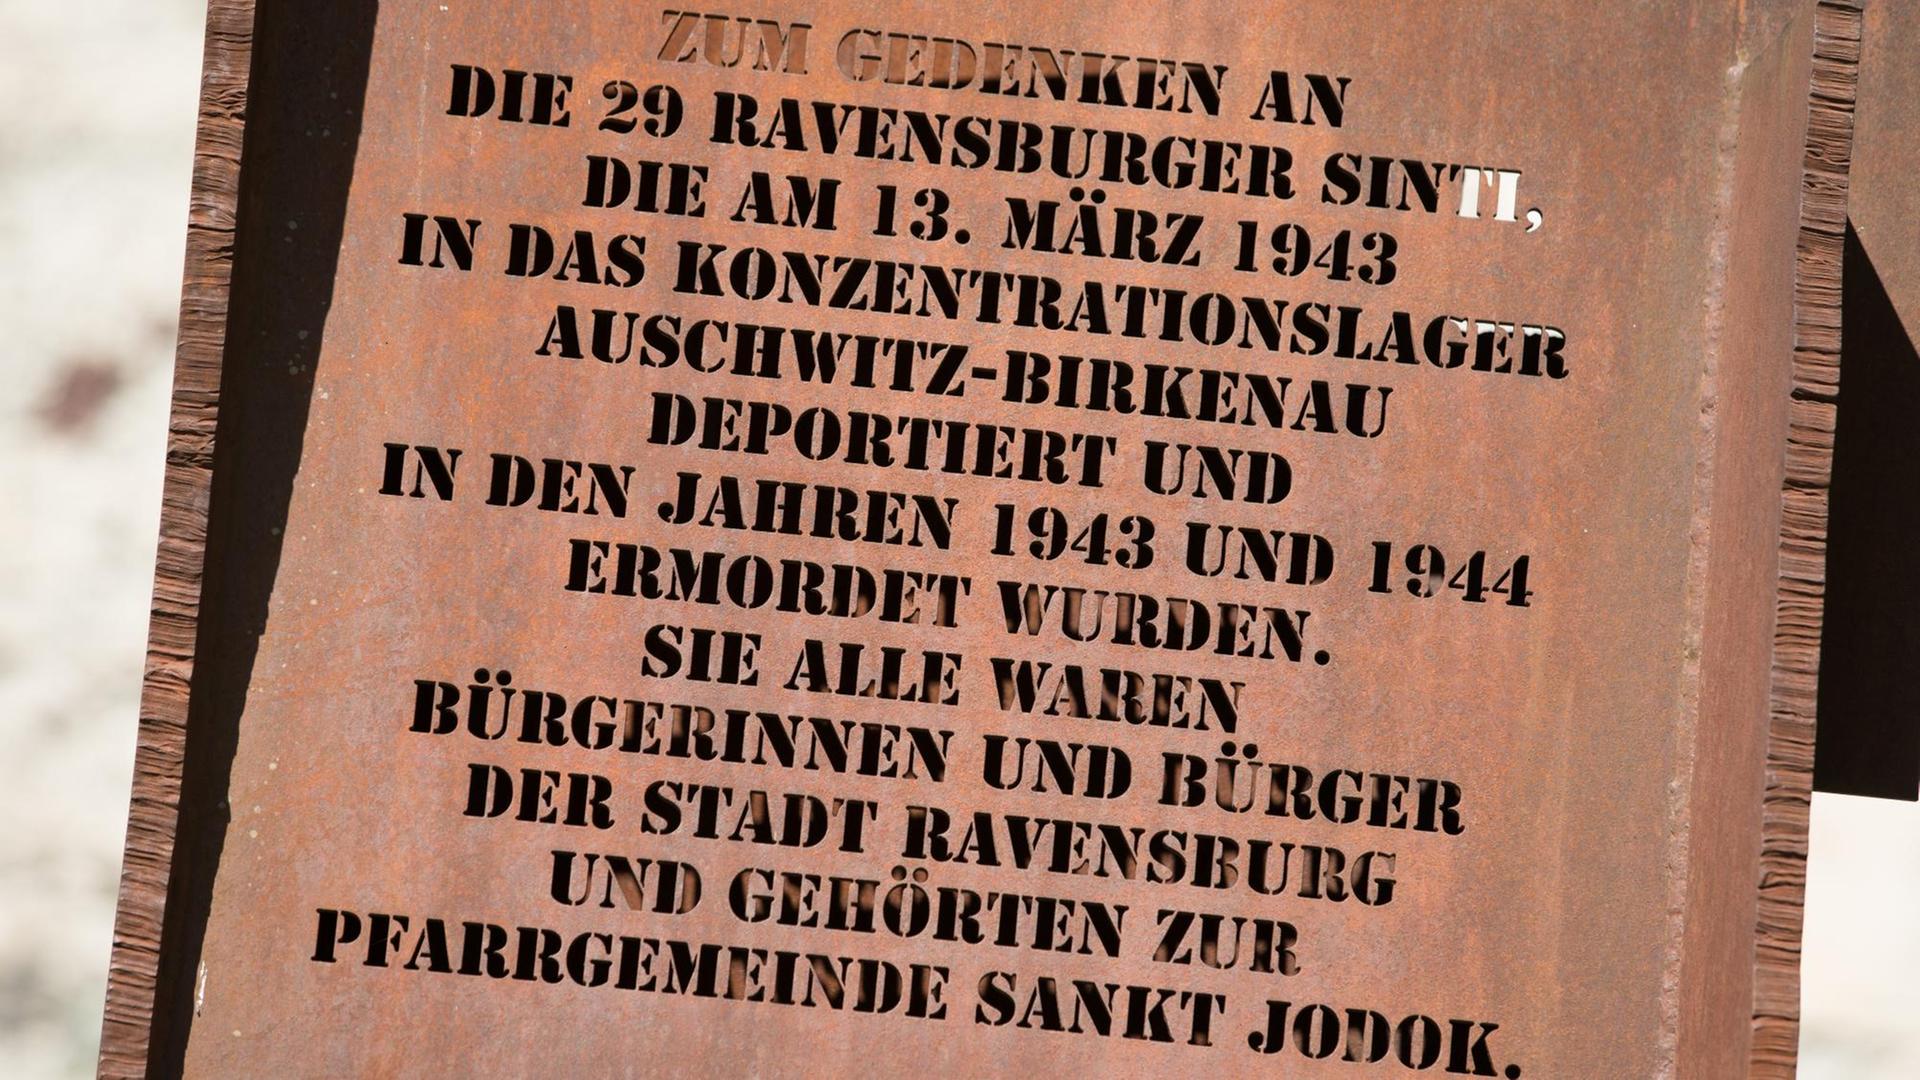 ZUM GEDENKEN AN
DIE 29 RAVENSBURGER SINTI,
DIE AM 13. MÄRZ 1943
IN DAS KONZENTRATIONSLAGER
AUSCHWITZ-BIRKENAU
DEPORTIERT UND
IN DEN JAHREN 1943 UND 1944
ERMORDET WURDEN.
SIE ALLE WAREN
BÜRGERINNEN UND BÜRGER
DER STADT RAVENSBURG
UND GEHÖRTEN ZUR
PFARRGEMEINDE SANKT JODOK.